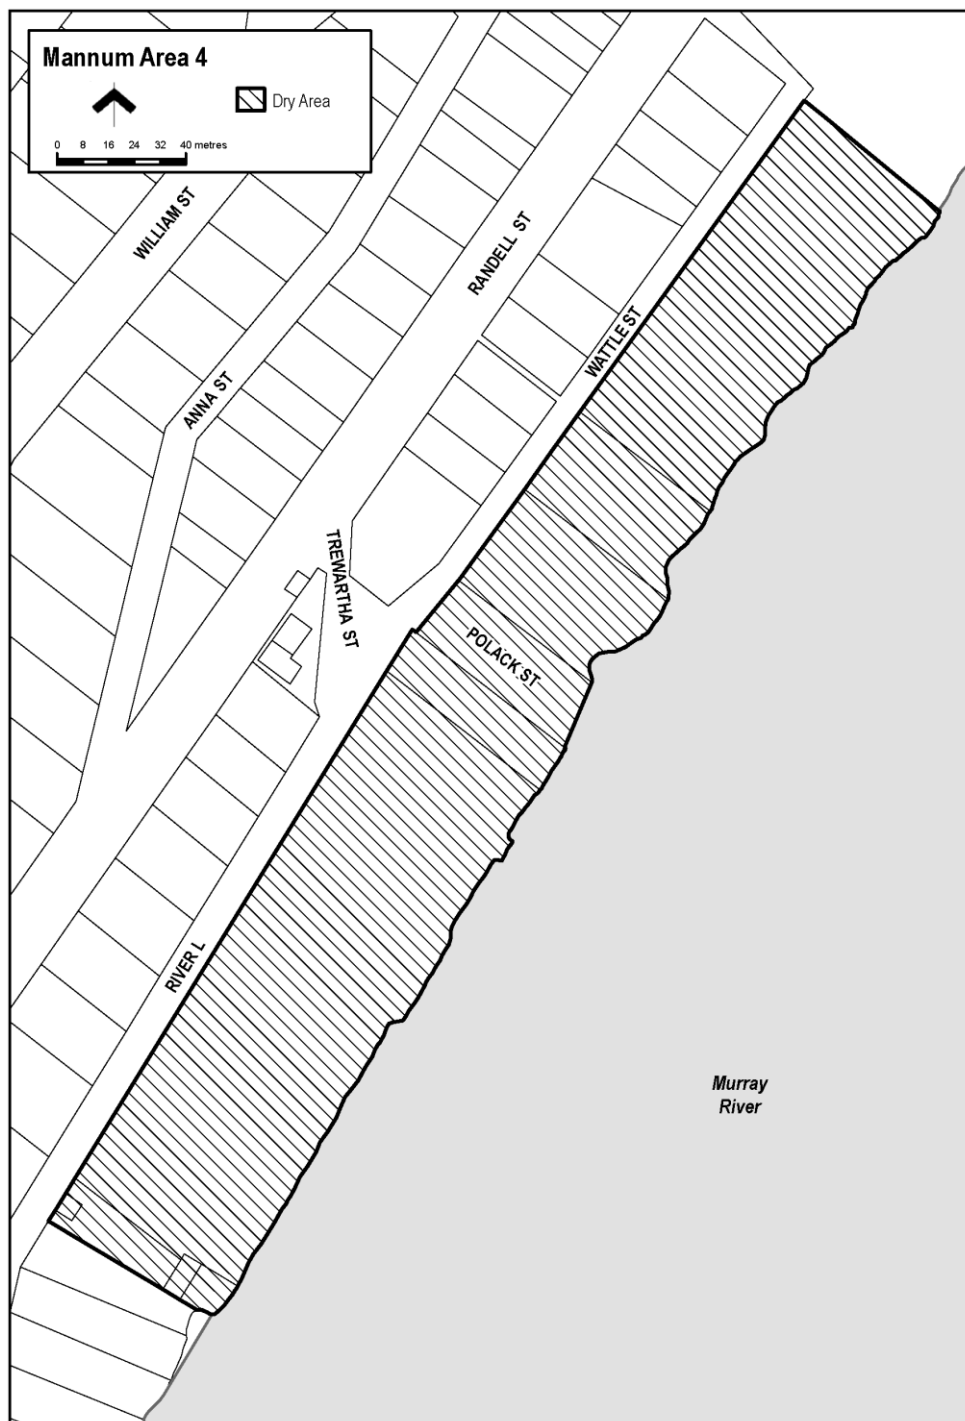 Mannum Area 4
Dry Area
0 8 16 24 32 40 metres
WILLIAM ST
RANDELL ST
WATTLE ST
ANNA ST
TREWARTHA ST
POLACK ST
RIVER L
Murray
River